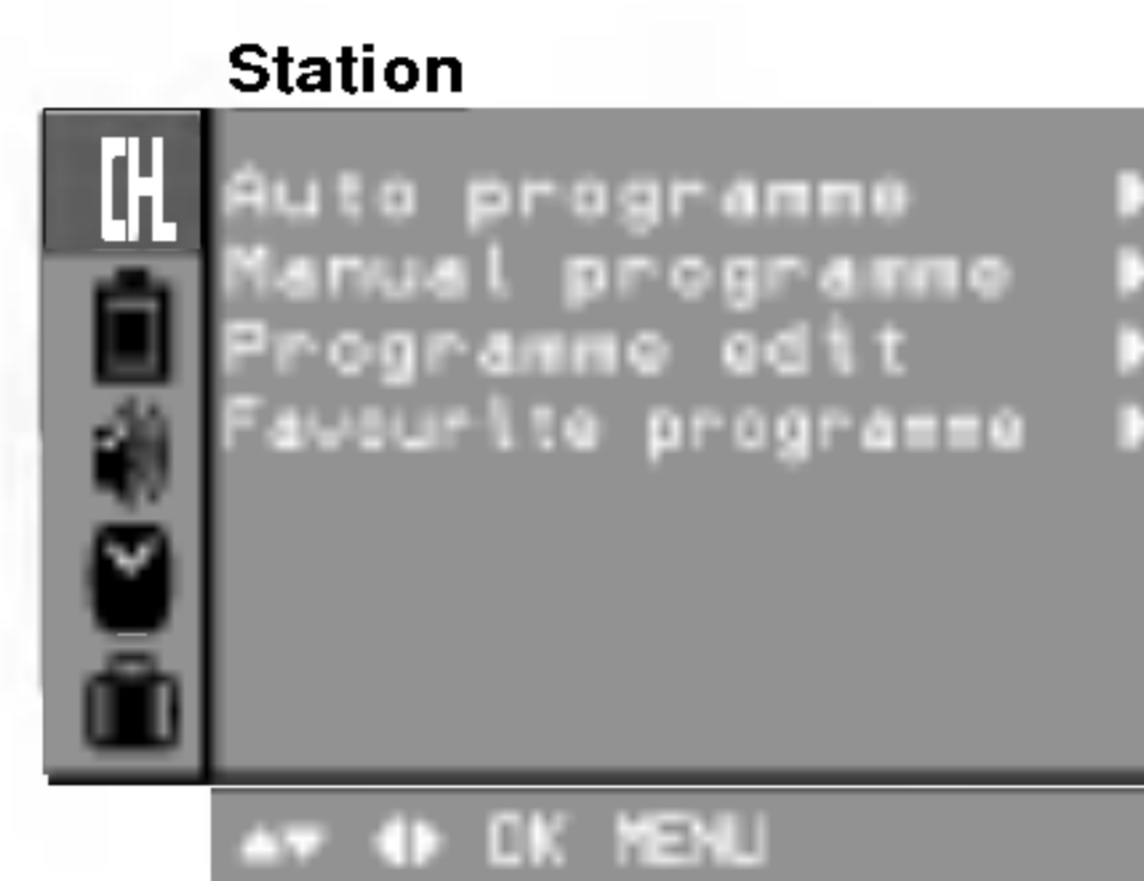 Station
CH.
Auto programme
Manual programme
Programme edit
Favourite programme
▲▼ ◀▶ OK MENU